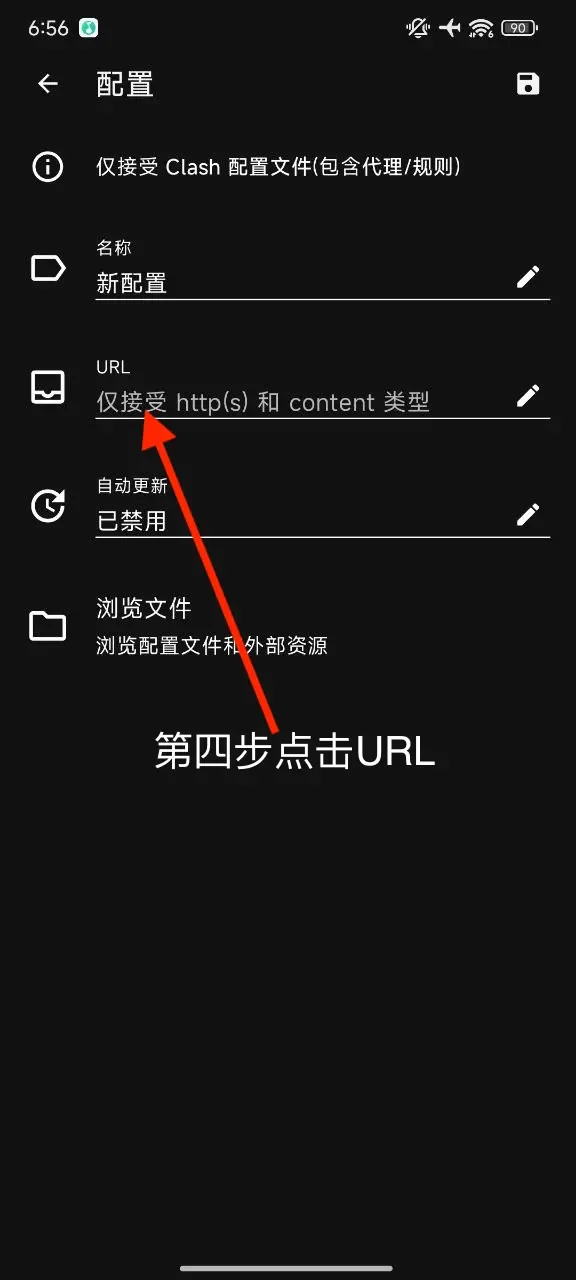 6:56
90
配置
仅接受 Clash 配置文件(包含代理/规则)
名称
新配置
URL
仅接受 http(s) 和 content 类型
自动更新
已禁用
浏览文件
浏览配置文件和外部资源
第四步点击URL